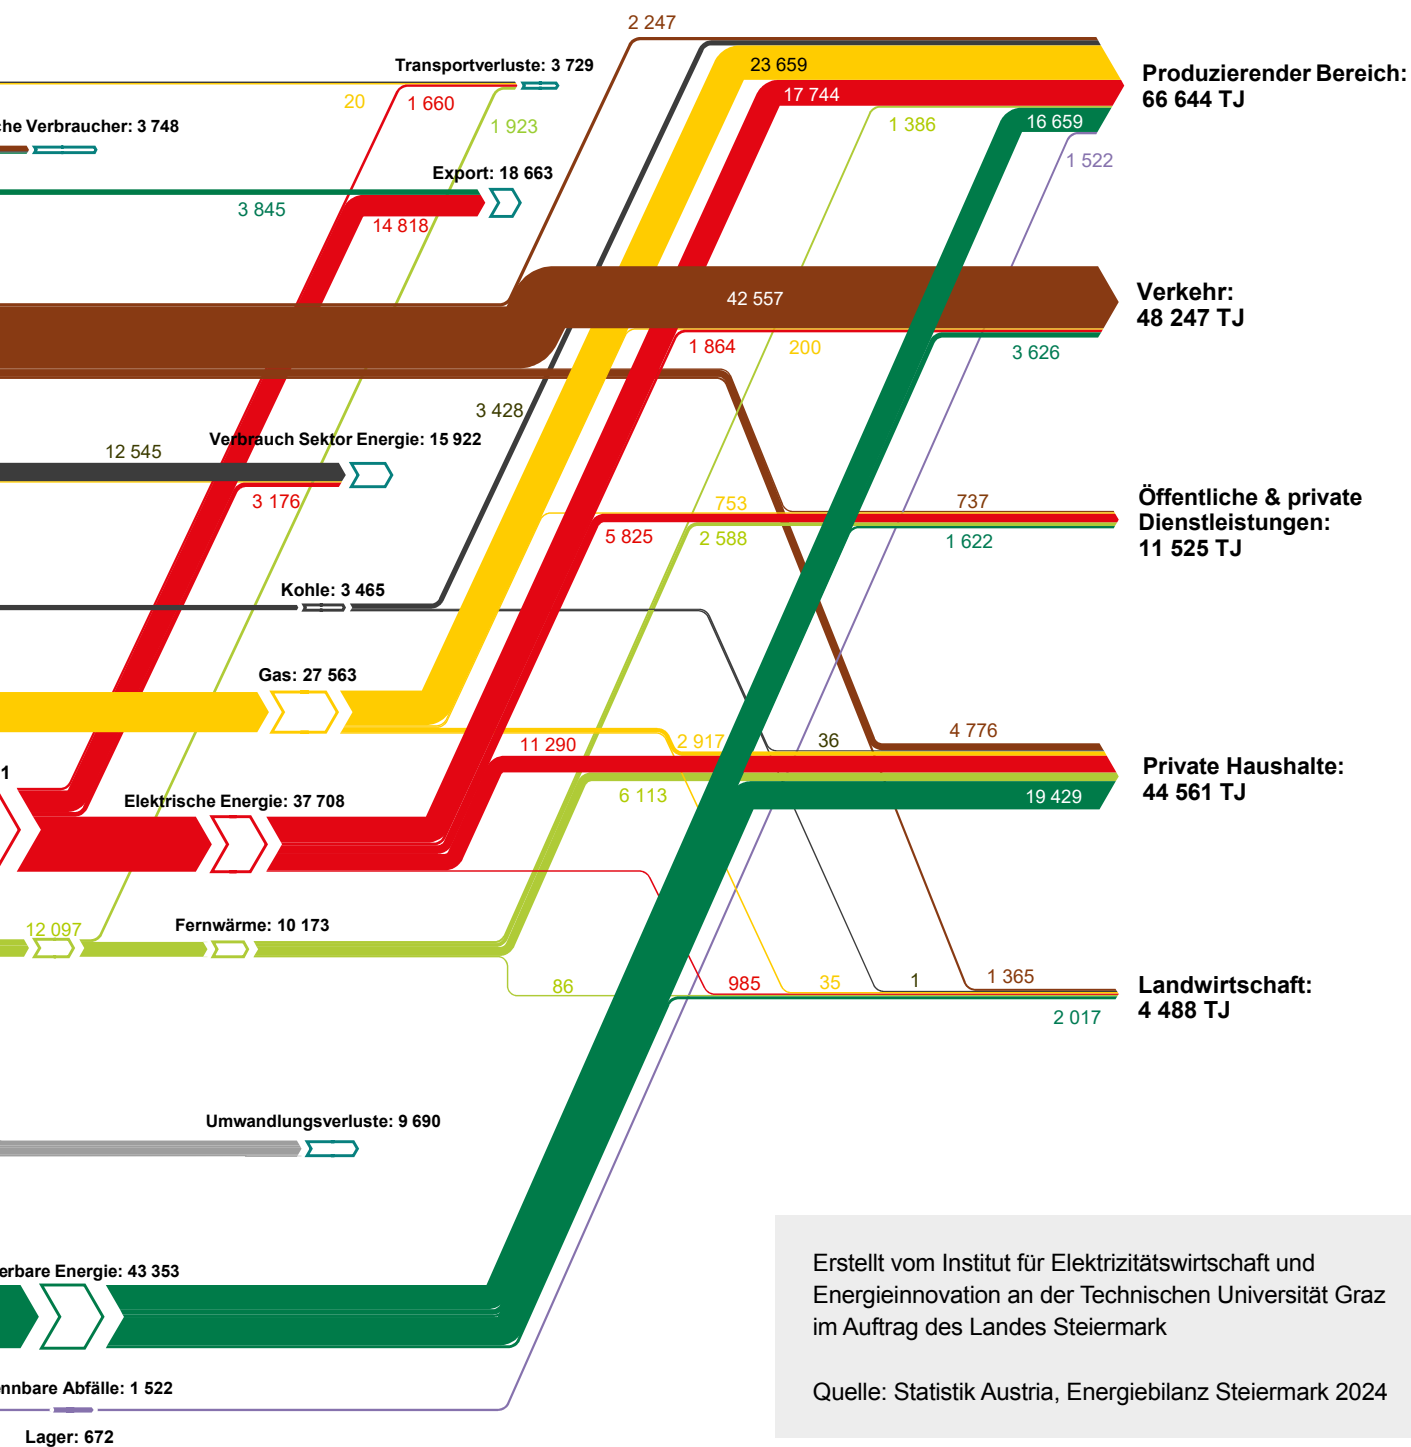 2 247
Transportverluste: 3 729
23 659
Produzierender Bereich:
66 644 TJ
20
1 660
17 744
1 923
1 386
16 659
che Verbraucher: 3 748
1 522
Export: 18 663
3 845
14 818
42 557
Verkehr:
48 247 TJ
1 864
200
3 626
3 428
12 545
Verbrauch Sektor Energie: 15 922
3 176
753
737
Öffentliche & private
Dienstleistungen:
11 525 TJ
5 825
2 588
1 622
Kohle: 3 465
Gas: 27 563
11 290
2 917
36
4 776
Private Haushalte:
44 561 TJ
1
Elektrische Energie: 37 708
6 113
19 429
12 097
Fernwärme: 10 173
86
985
35
1
1 365
Landwirtschaft:
4 488 TJ
2 017
Umwandlungsverluste: 9 690
erbare Energie: 43 353
Erstellt vom Institut für Elektrizitätswirtschaft und
Energieinnovation an der Technischen Universität Graz
im Auftrag des Landes Steiermark
Quelle: Statistik Austria, Energiebilanz Steiermark 2024
ennbare Abfälle: 1 522
Lager: 672